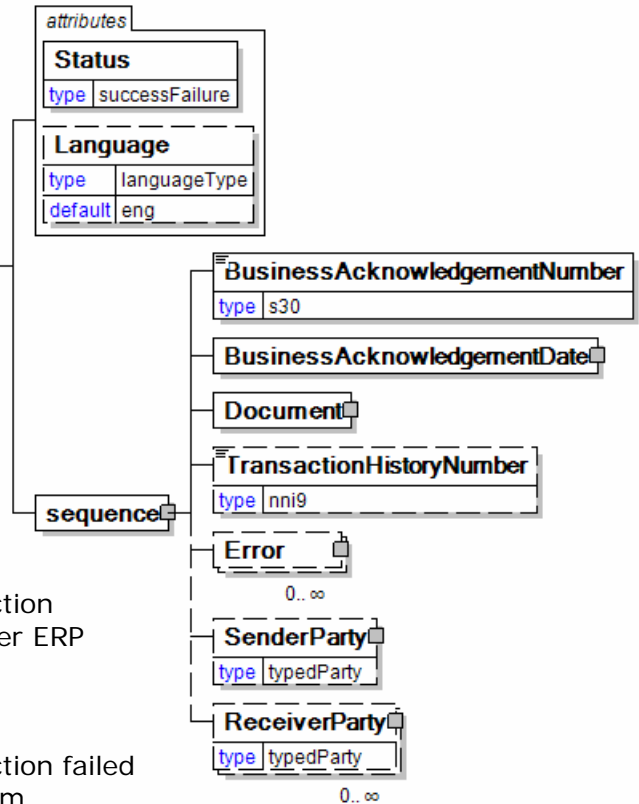 attributes
Status
type successFailure
Language
type languageType
default eng
BusinessAcknowledgementNumber
type s30
BusinessAcknowledgementDate
Document
TransactionHistoryNumber
type nni9
sequence
Error
0.. ∞
ction
er ERP
SenderParty
type typedParty
ReceiverParty
type typedParty
ction failed
m
0.. ∞